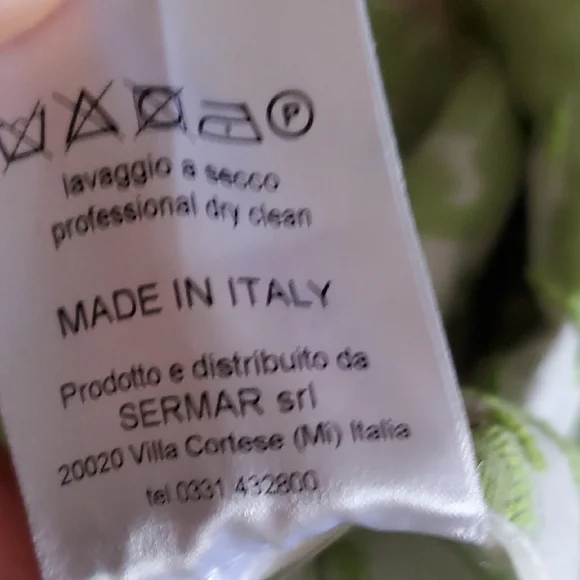 P
lavaggio a secco
professional dry clean
MADE IN ITALY
Prodotto e distribuito da
SERMAR srl
20020 Villa Cortese (Mi) Italia
tel 0331 432800